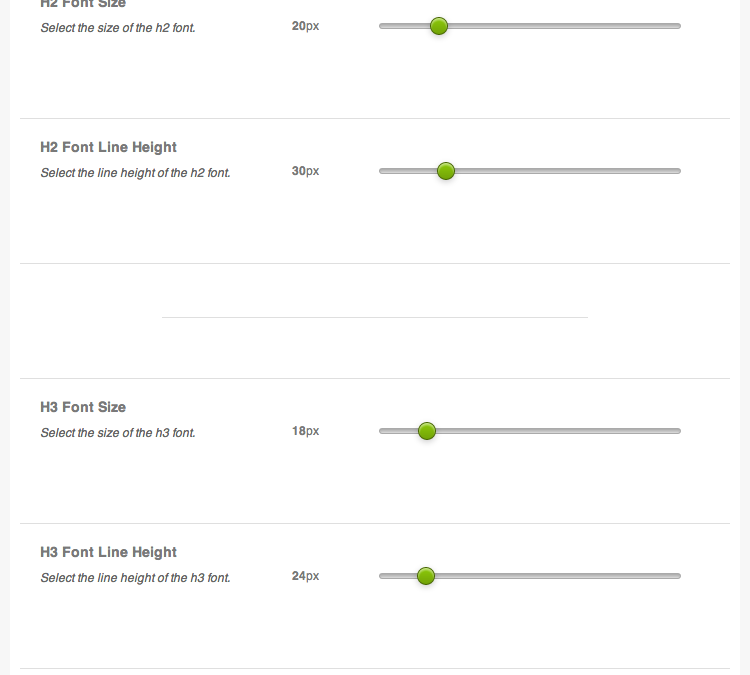 H2 Font Size
Select the size of the h2 font.
20px
H2 Font Line Height
Select the line height of the h2 font.
30px
H3 Font Size
Select the size of the h3 font.
18px
H3 Font Line Height
Select the line height of the h3 font.
24px